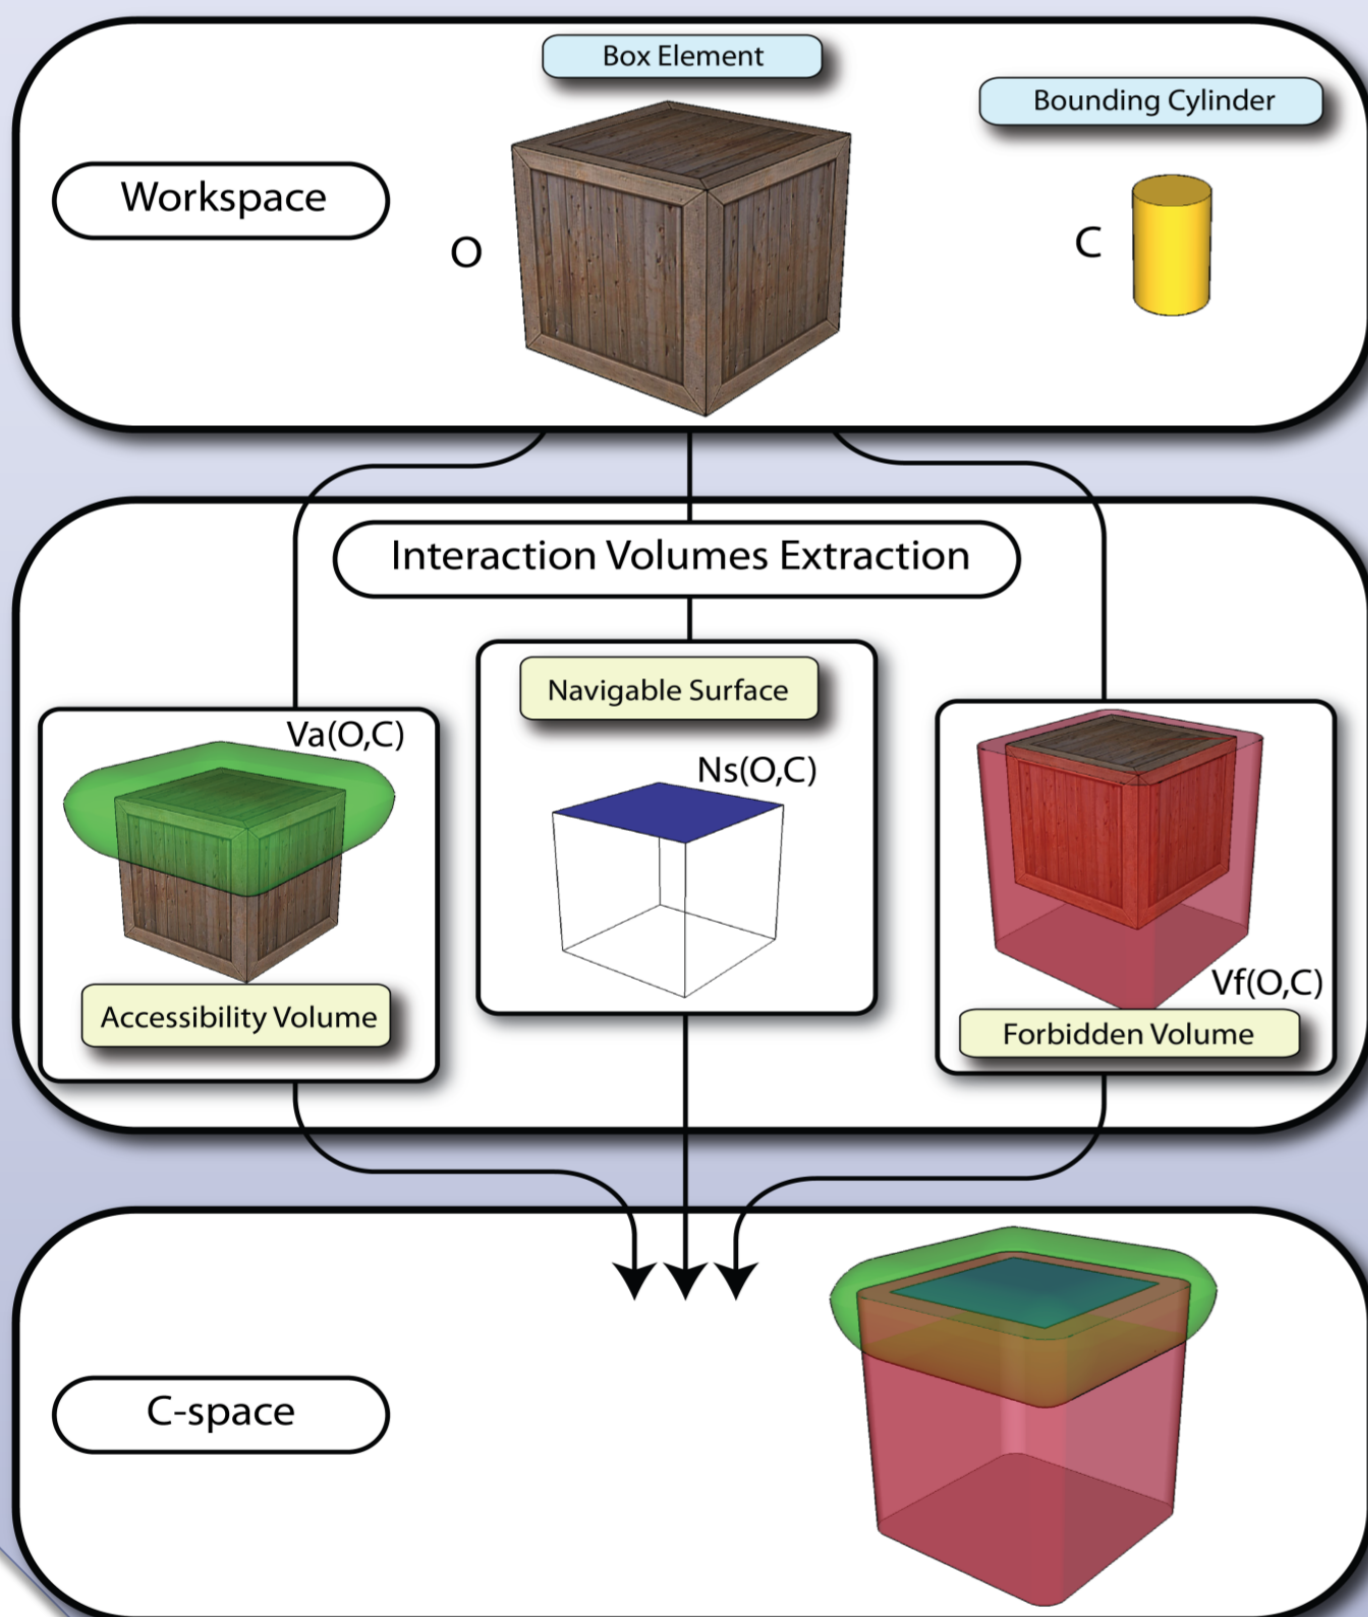 Box Element
Bounding Cylinder
Workspace
O
C
Interaction Volumes Extraction
Navigable Surface
Va(O,C)
Ns(O,C)
Vf(O,C)
Accessibility Volume
Forbidden Volume
C-space